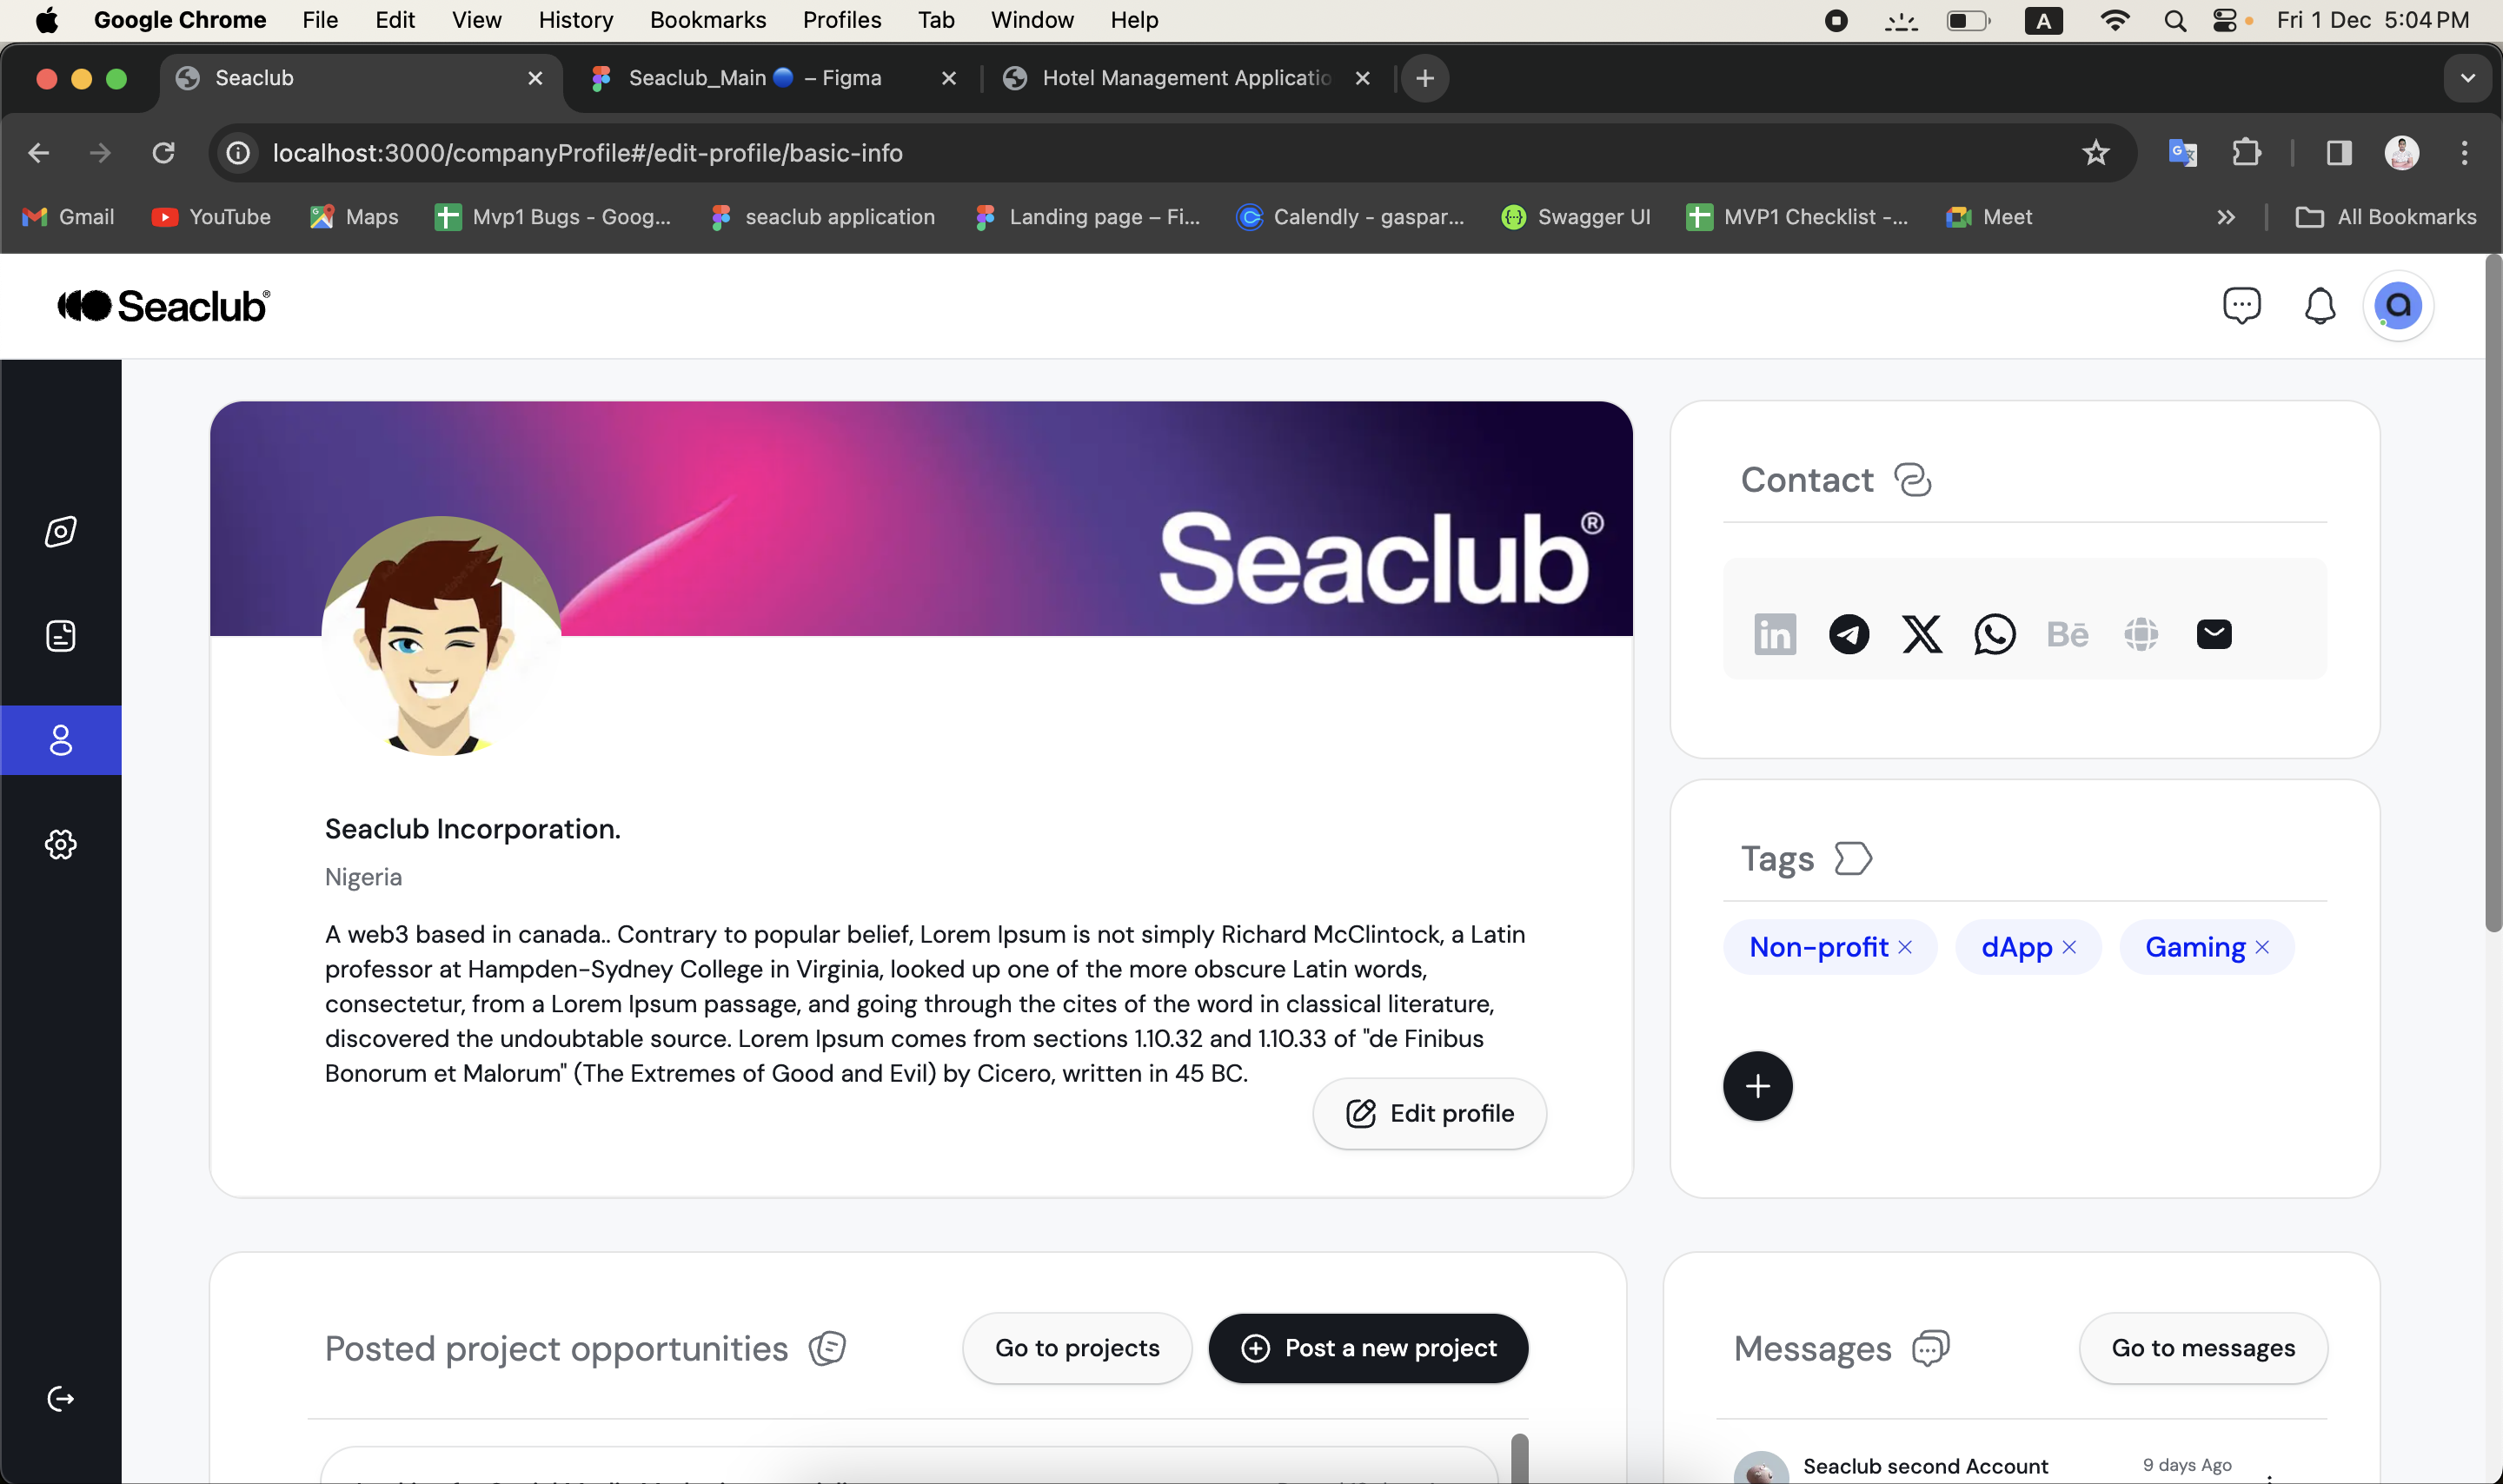 Google Chrome File Edit View History Bookmarks Profiles Tab Window Help A Fri 1 Dec 5:04 PM
Seaclub Seaclub_Main – Figma Hotel Management Applicatio
localhost:3000/companyProfile#/edit-profile/basic-info
Gmail YouTube Maps Mvp1 Bugs - Goog... seaclub application Landing page – Fi... Calendly - gaspar... Swagger UI MVP1 Checklist -... Meet All Bookmarks
Seaclub®
Seaclub®
Contact
in Bē
Seaclub Incorporation.
Nigeria
A web3 based in canada.. Contrary to popular belief, Lorem Ipsum is not simply Richard McClintock, a Latin
professor at Hampden-Sydney College in Virginia, looked up one of the more obscure Latin words,
consectetur, from a Lorem Ipsum passage, and going through the cites of the word in classical literature,
discovered the undoubtable source. Lorem Ipsum comes from sections 1.10.32 and 1.10.33 of "de Finibus
Bonorum et Malorum" (The Extremes of Good and Evil) by Cicero, written in 45 BC.
Edit profile
Tags
Non-profit × dApp × Gaming ×
Posted project opportunities Go to projects Post a new project
Messages Go to messages
Seaclub second Account 9 days Ago